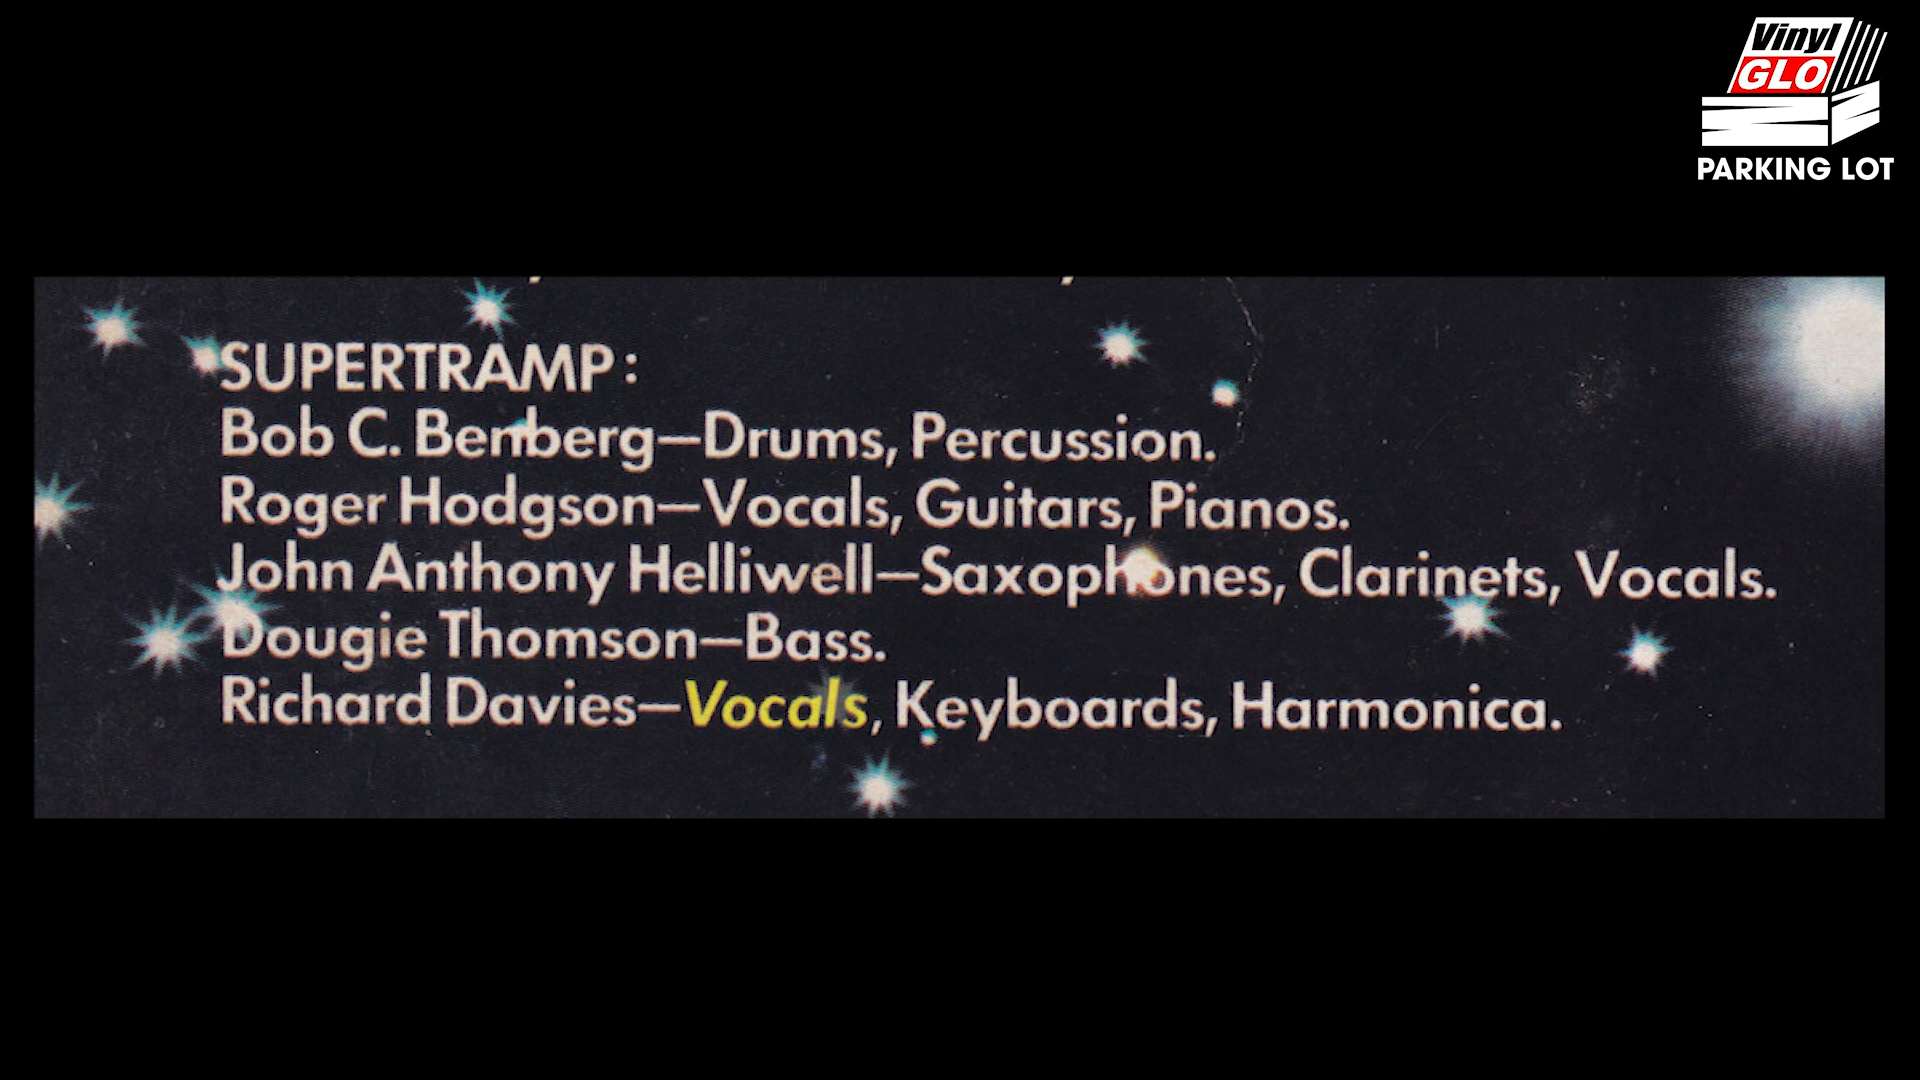 Vinyl
GLO
PARKING LOT
SUPERTRAMP:
Bob C. Benberg—Drums, Percussion.
Roger Hodgson—Vocals, Guitars, Pianos.
John Anthony Helliwell—Saxophones, Clarinets, Vocals.
Dougie Thomson—Bass.
Richard Davies—Vocals, Keyboards, Harmonica.